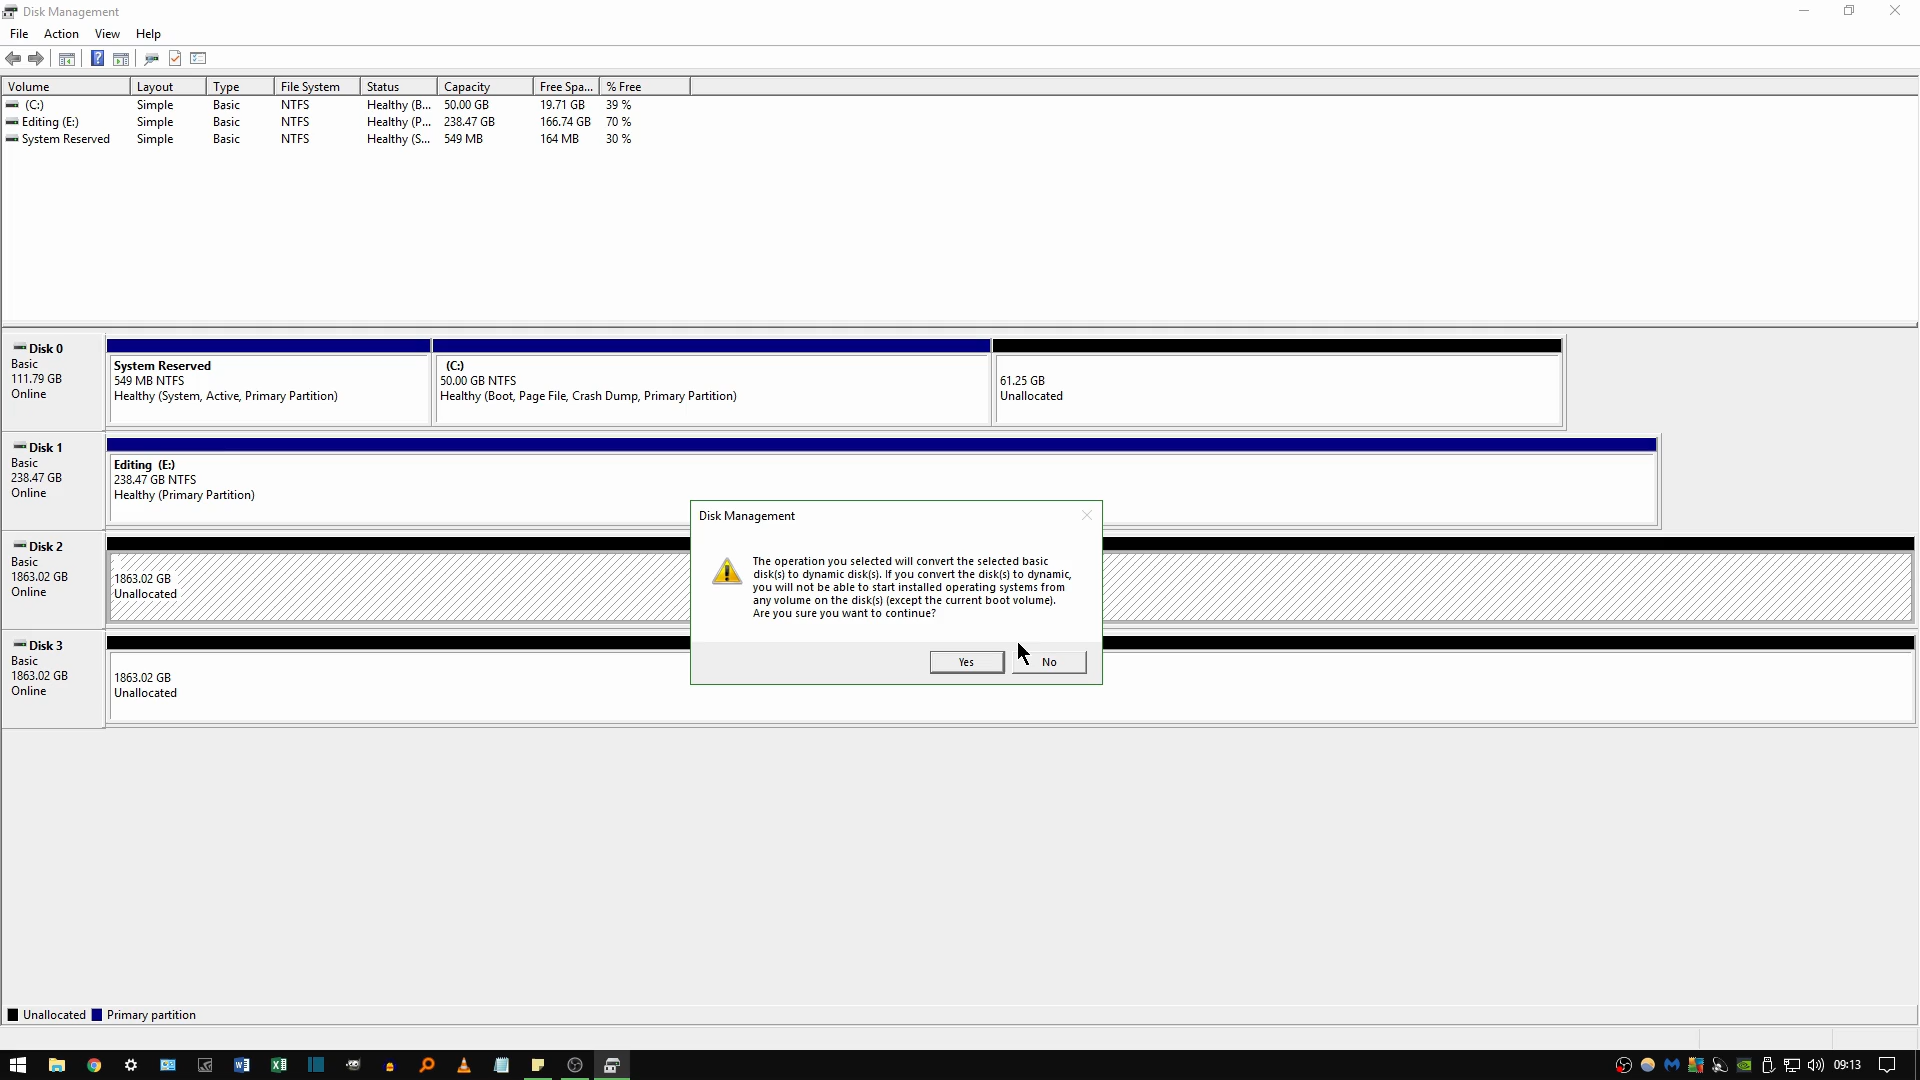 Disk Management
File Action View Help
Volume Layout Type File System Status Capacity Free Spa... % Free
(C:) Simple Basic NTFS Healthy (B... 50.00 GB 19.71 GB 39 %
Editing (E:) Simple Basic NTFS Healthy (P... 238.47 GB 166.74 GB 70 %
System Reserved Simple Basic NTFS Healthy (S... 549 MB 164 MB 30 %
Disk 0
Basic
111.79 GB
Online
System Reserved
549 MB NTFS
Healthy (System, Active, Primary Partition)
(C:)
50.00 GB NTFS
Healthy (Boot, Page File, Crash Dump, Primary Partition)
61.25 GB
Unallocated
Disk 1
Basic
238.47 GB
Online
Editing (E:)
238.47 GB NTFS
Healthy (Primary Partition)
Disk 2
Basic
1863.02 GB
Online
1863.02 GB
Unallocated
Disk 3
Basic
1863.02 GB
Online
1863.02 GB
Unallocated
Disk Management
The operation you selected will convert the selected basic
disk(s) to dynamic disk(s). If you convert the disk(s) to dynamic,
you will not be able to start installed operating systems from
any volume on the disk(s) (except the current boot volume).
Are you sure you want to continue?
Yes No
Unallocated Primary partition
09:13